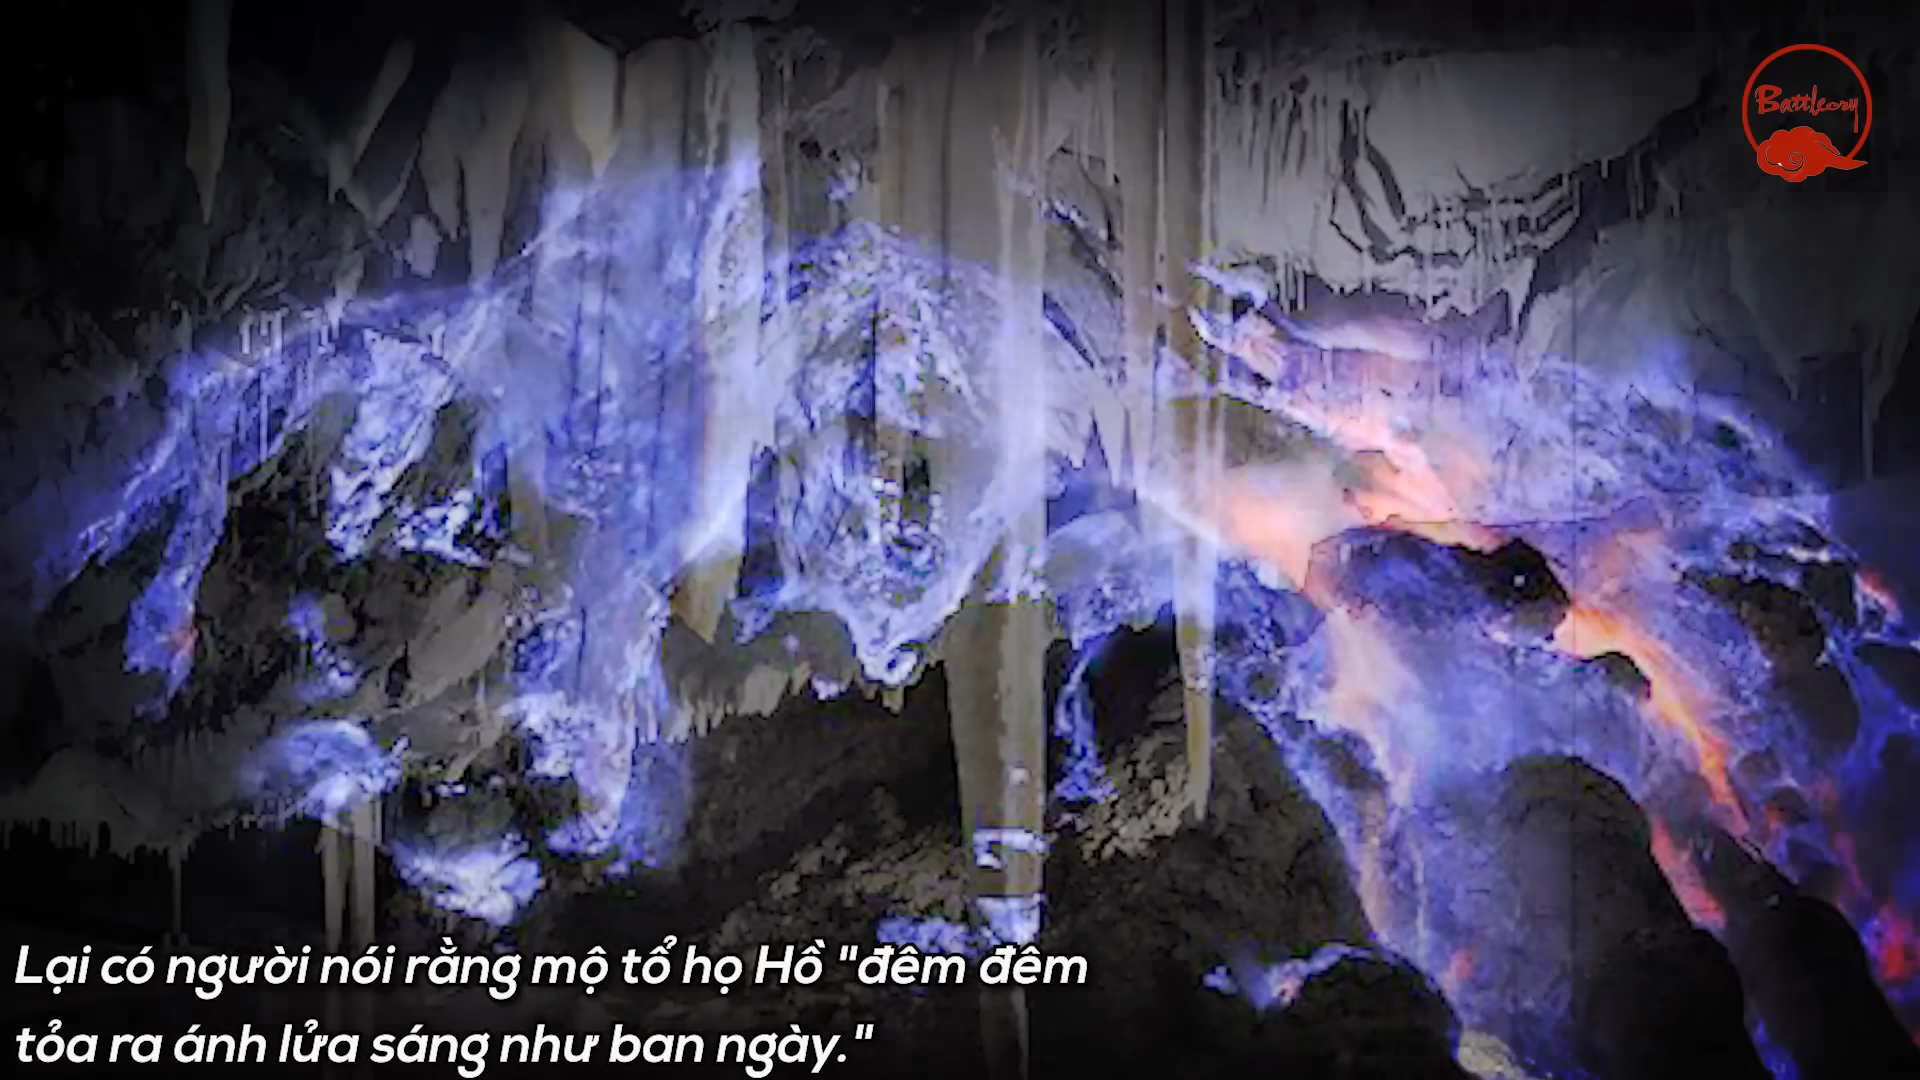 Battlecry
Lại có người nói rằng mộ tổ họ Hồ "đêm đêm
tỏa ra ánh lửa sáng như ban ngày."